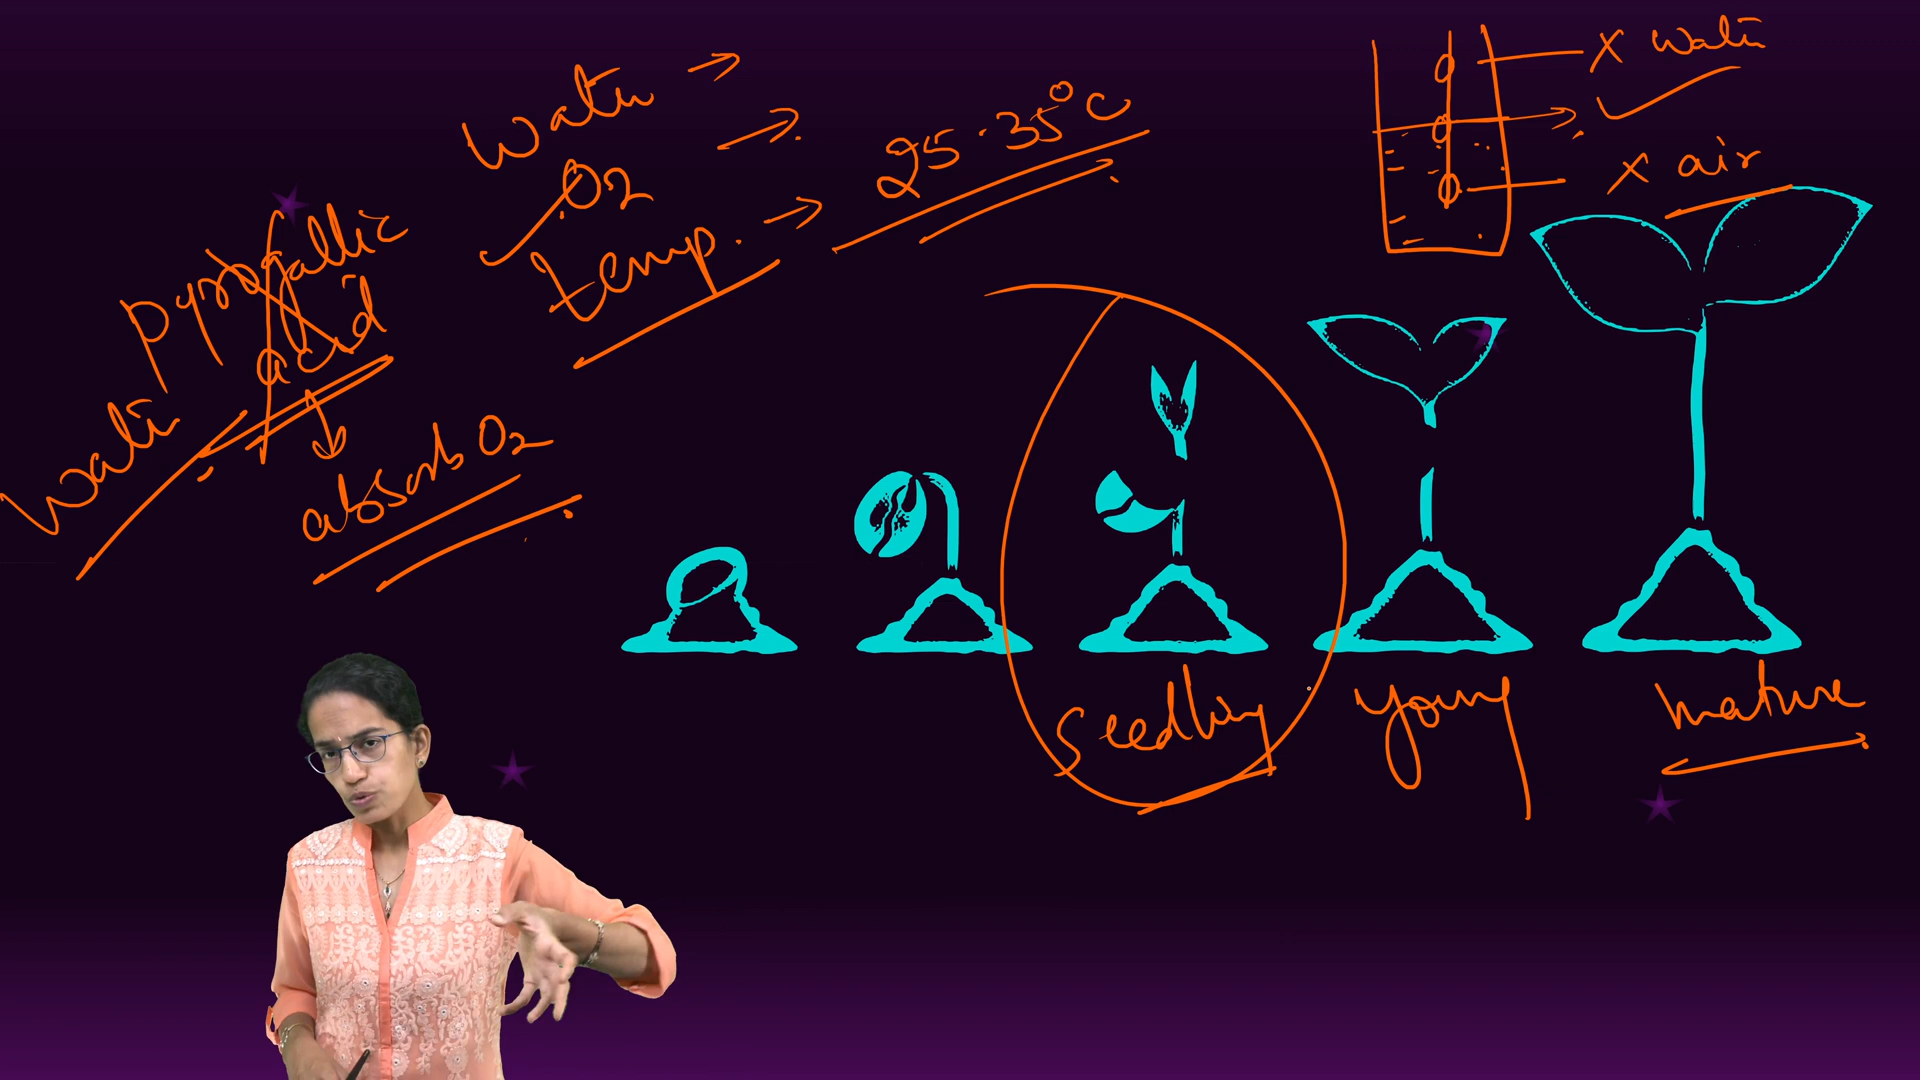 Water →
O2 →
temp. → 25-35°C
pyrogallic
acid
water
absorb O2
x water
x air
seedling
young
mature